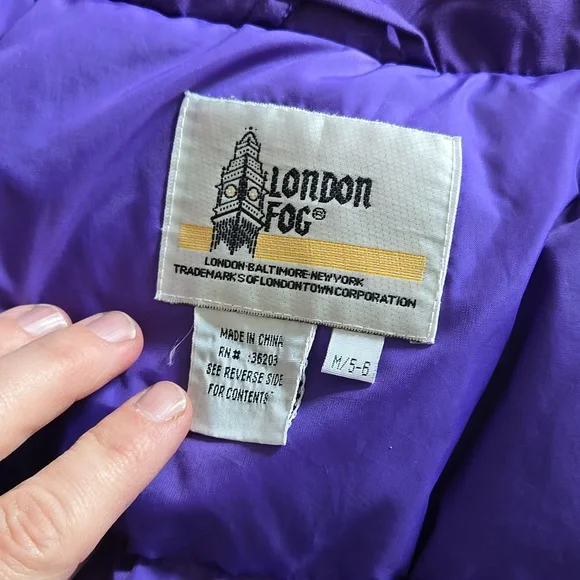 LONDON
FOG®
LONDON·BALTIMORE·NEW YORK
TRADEMARKS OF LONDONTOWN CORPORATION
MADE IN CHINA
RN# :36203
SEE REVERSE SIDE
FOR CONTENTS
M/5-6